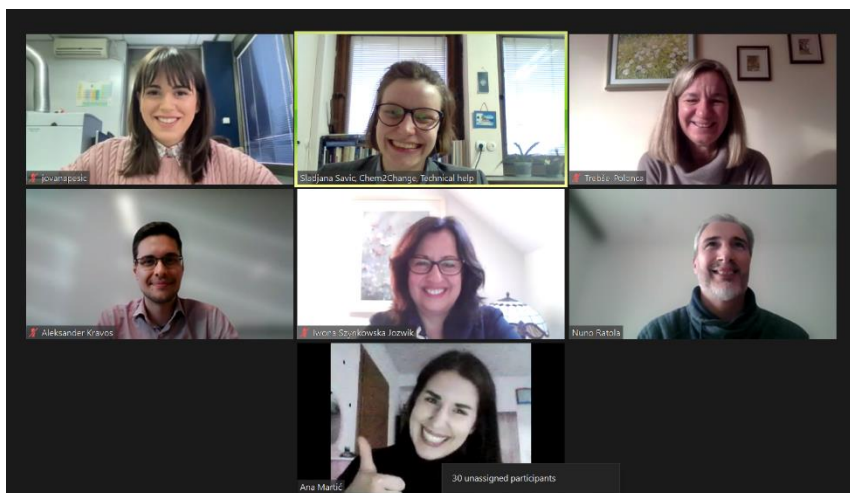 jovanapesic
Sladjana Savic, Chem2Change, Technical help
Trebše, Polonca
Aleksander Kravos
Iwona Szynkowska Jozwik
Nuno Ratola
Ana Martić
30 unassigned participants